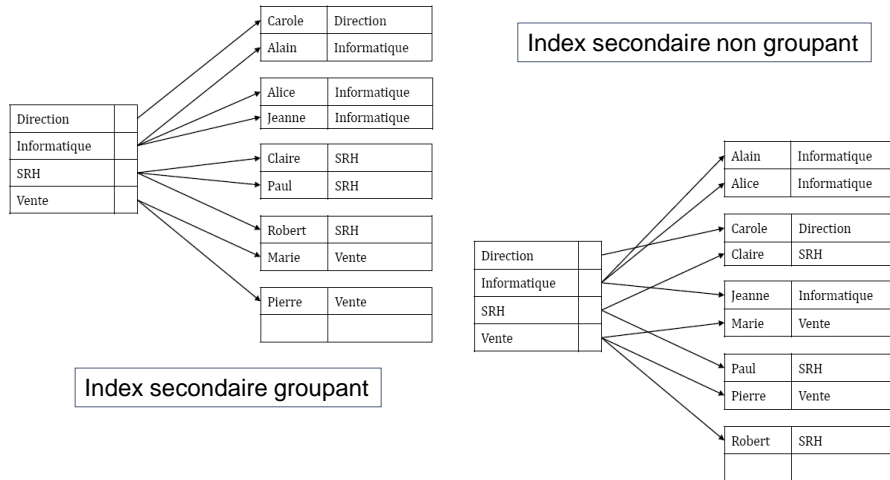 Carole Direction
Alain Informatique
Alice Informatique
Jeanne Informatique
Claire SRH
Paul SRH
Robert SRH
Marie Vente
Pierre Vente
Direction
Informatique
SRH
Vente
Index secondaire groupant
Index secondaire non groupant
Alain Informatique
Alice Informatique
Carole Direction
Claire SRH
Jeanne Informatique
Marie Vente
Paul SRH
Pierre Vente
Robert SRH
Direction
Informatique
SRH
Vente